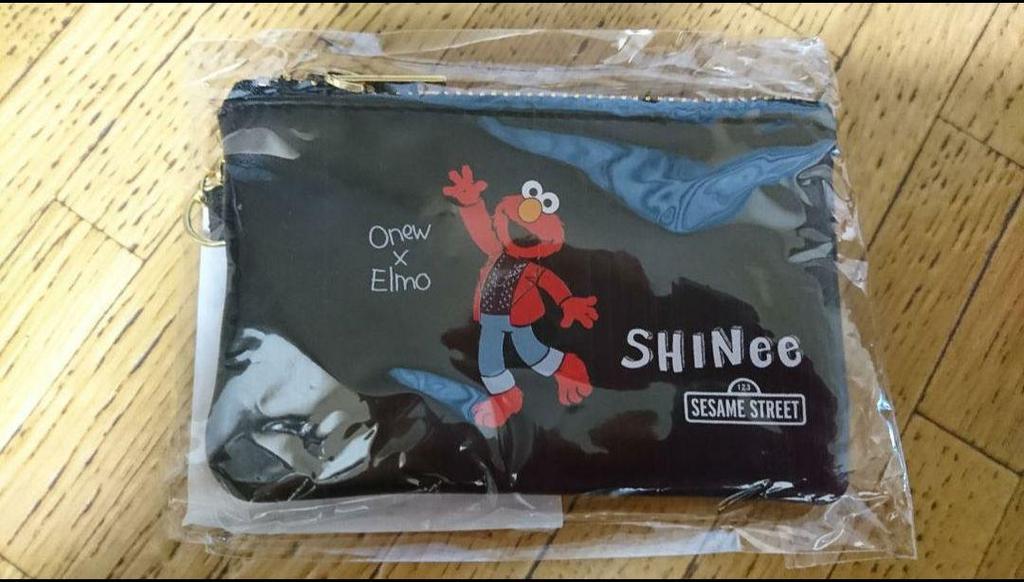 Onew
x
Elmo
SHINee
123
SESAME STREET